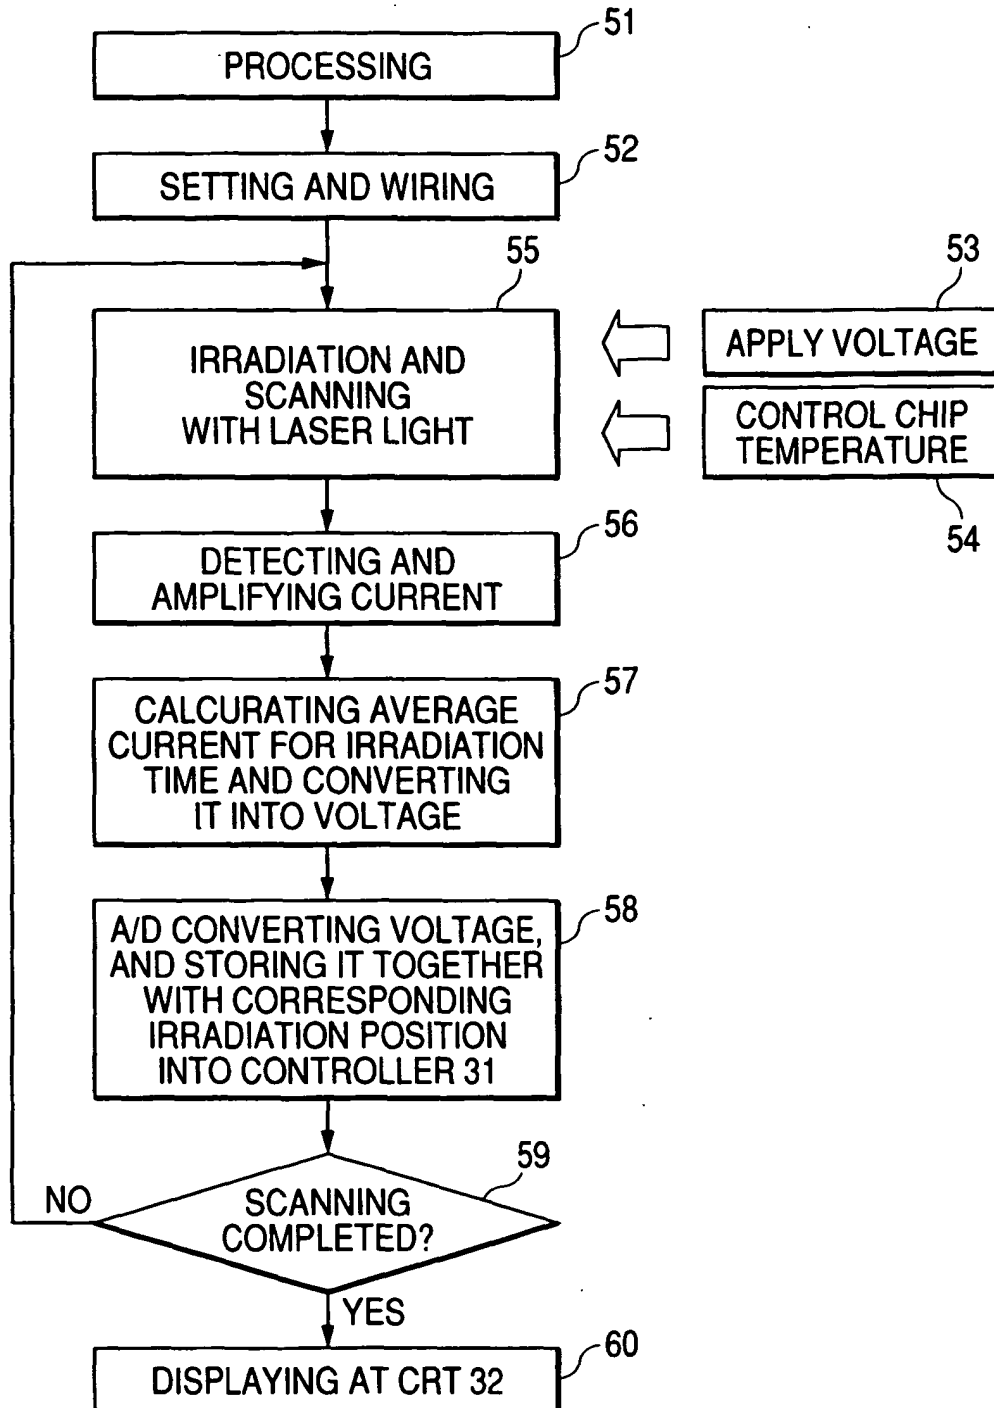 51
PROCESSING
52
SETTING AND WIRING
55
53
IRRADIATION AND
SCANNING
WITH LASER LIGHT
APPLY VOLTAGE
CONTROL CHIP
TEMPERATURE
54
56
DETECTING AND
AMPLIFYING CURRENT
57
CALCURATING AVERAGE
CURRENT FOR IRRADIATION
TIME AND CONVERTING
IT INTO VOLTAGE
58
A/D CONVERTING VOLTAGE,
AND STORING IT TOGETHER
WITH CORRESPONDING
IRRADIATION POSITION
INTO CONTROLLER 31
59
NO
SCANNING
COMPLETED?
YES
60
DISPLAYING AT CRT 32